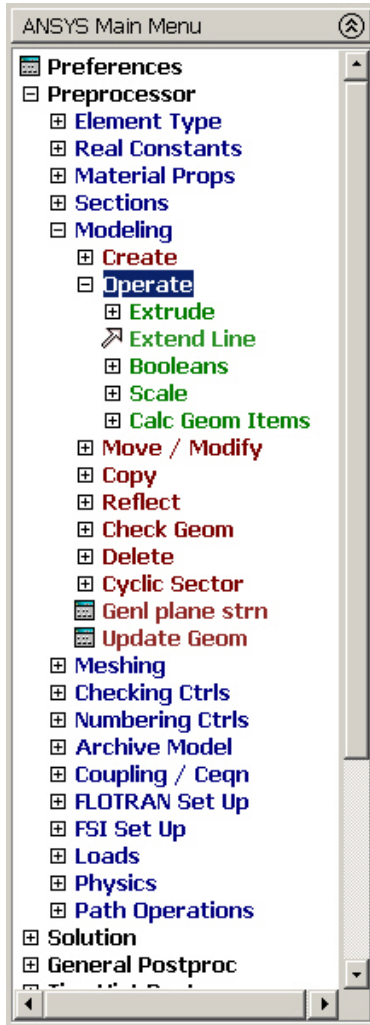 ANSYS Main Menu
Preferences
Preprocessor
Element Type
Real Constants
Material Props
Sections
Modeling
Create
Operate
Extrude
Extend Line
Booleans
Scale
Calc Geom Items
Move / Modify
Copy
Reflect
Check Geom
Delete
Cyclic Sector
Genl plane strn
Update Geom
Meshing
Checking Ctrls
Numbering Ctrls
Archive Model
Coupling / Ceqn
FLOTRAN Set Up
FSI Set Up
Loads
Physics
Path Operations
Solution
General Postproc